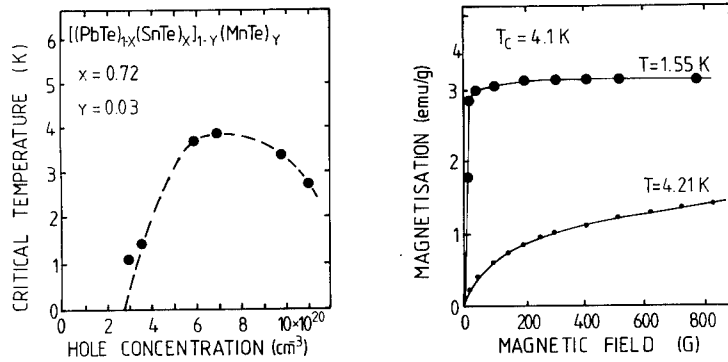 [(PbTe)1-X(SnTe)X]1-Y(MnTe)Y
X = 0.72
Y = 0.03
CRITICAL TEMPERATURE (K)
6
5
4
3
2
1
0
0 2 4 6 8 10×10^20
HOLE CONCENTRATION (cm^3)
TC = 4.1 K
T=1.55K
T=4.21K
MAGNETISATION (emu/g)
4
3
2
1
0
0 200 400 600 800
MAGNETIC FIELD (G)